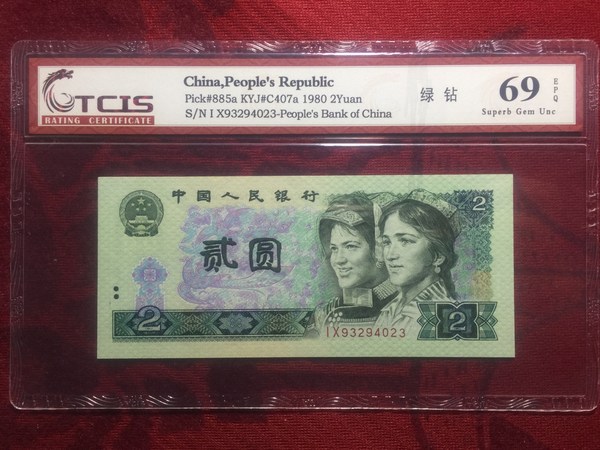 TCIS
RATING CERTIFICATE
China,People's Republic
Pick#885a KYJ#C407a 1980 2Yuan
S/N I X93294023-People's Bank of China
绿钻
69
EPQ
Superb Gem Unc
中国人民银行
贰圆
2
2
IX93294023
2